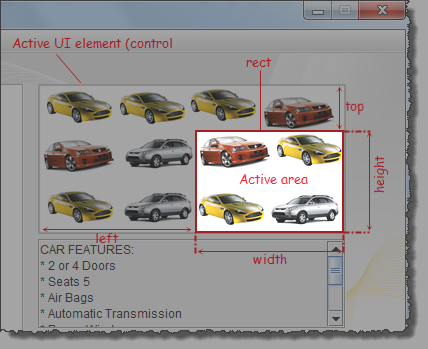 Active UI element (control
rect
top
Active area
height
left
width
CAR FEATURES:
* 2 or 4 Doors
* Seats 5
* Air Bags
* Automatic Transmission